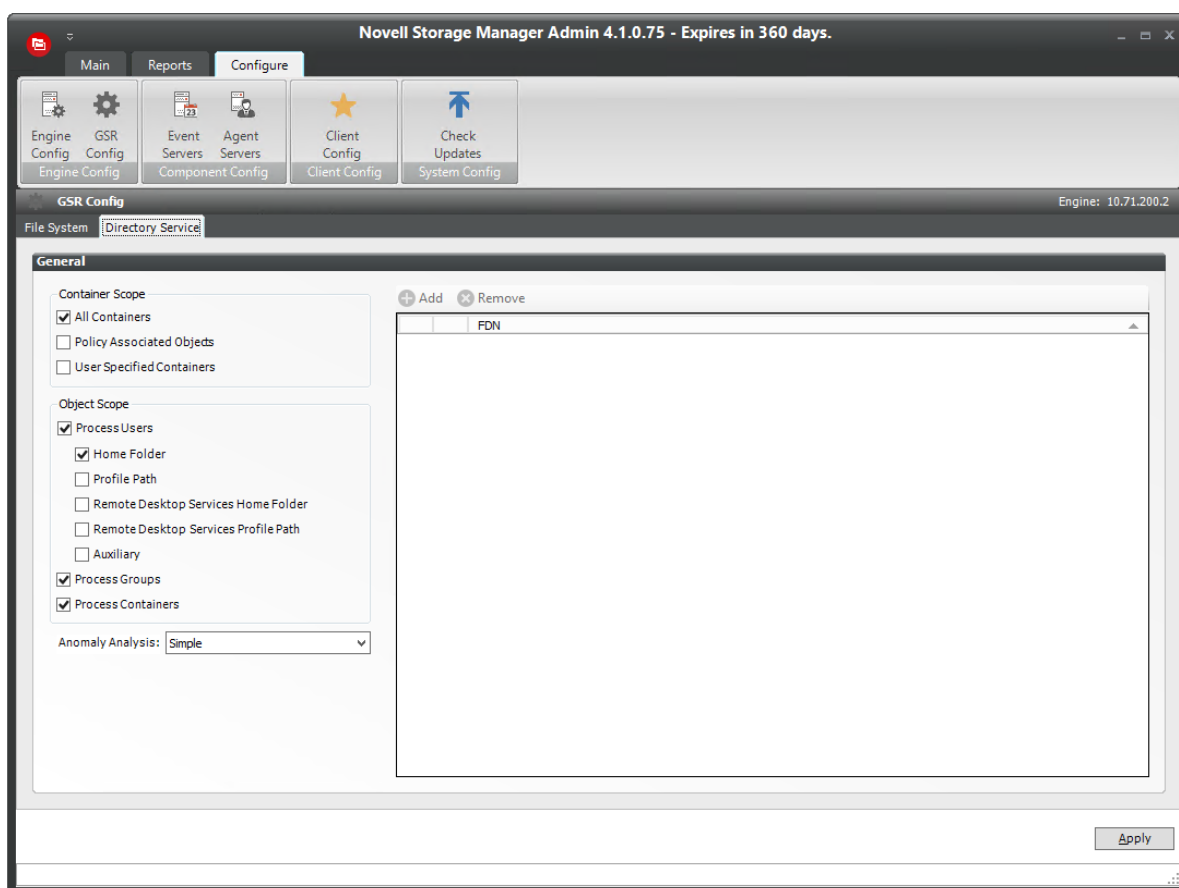 Novell Storage Manager Admin 4.1.0.75 - Expires in 360 days.
Main Reports Configure
Engine Config GSR Config Event Servers Agent Servers Client Config Check Updates
Engine Config Component Config Client Config System Config
23
GSR Config Engine: 10.71.200.2
File System Directory Service
General
Container Scope
All Containers
Policy Associated Objects
User Specified Containers
Object Scope
Process Users
Home Folder
Profile Path
Remote Desktop Services Home Folder
Remote Desktop Services Profile Path
Auxiliary
Process Groups
Process Containers
Anomaly Analysis: Simple
Add Remove
FDN
Apply